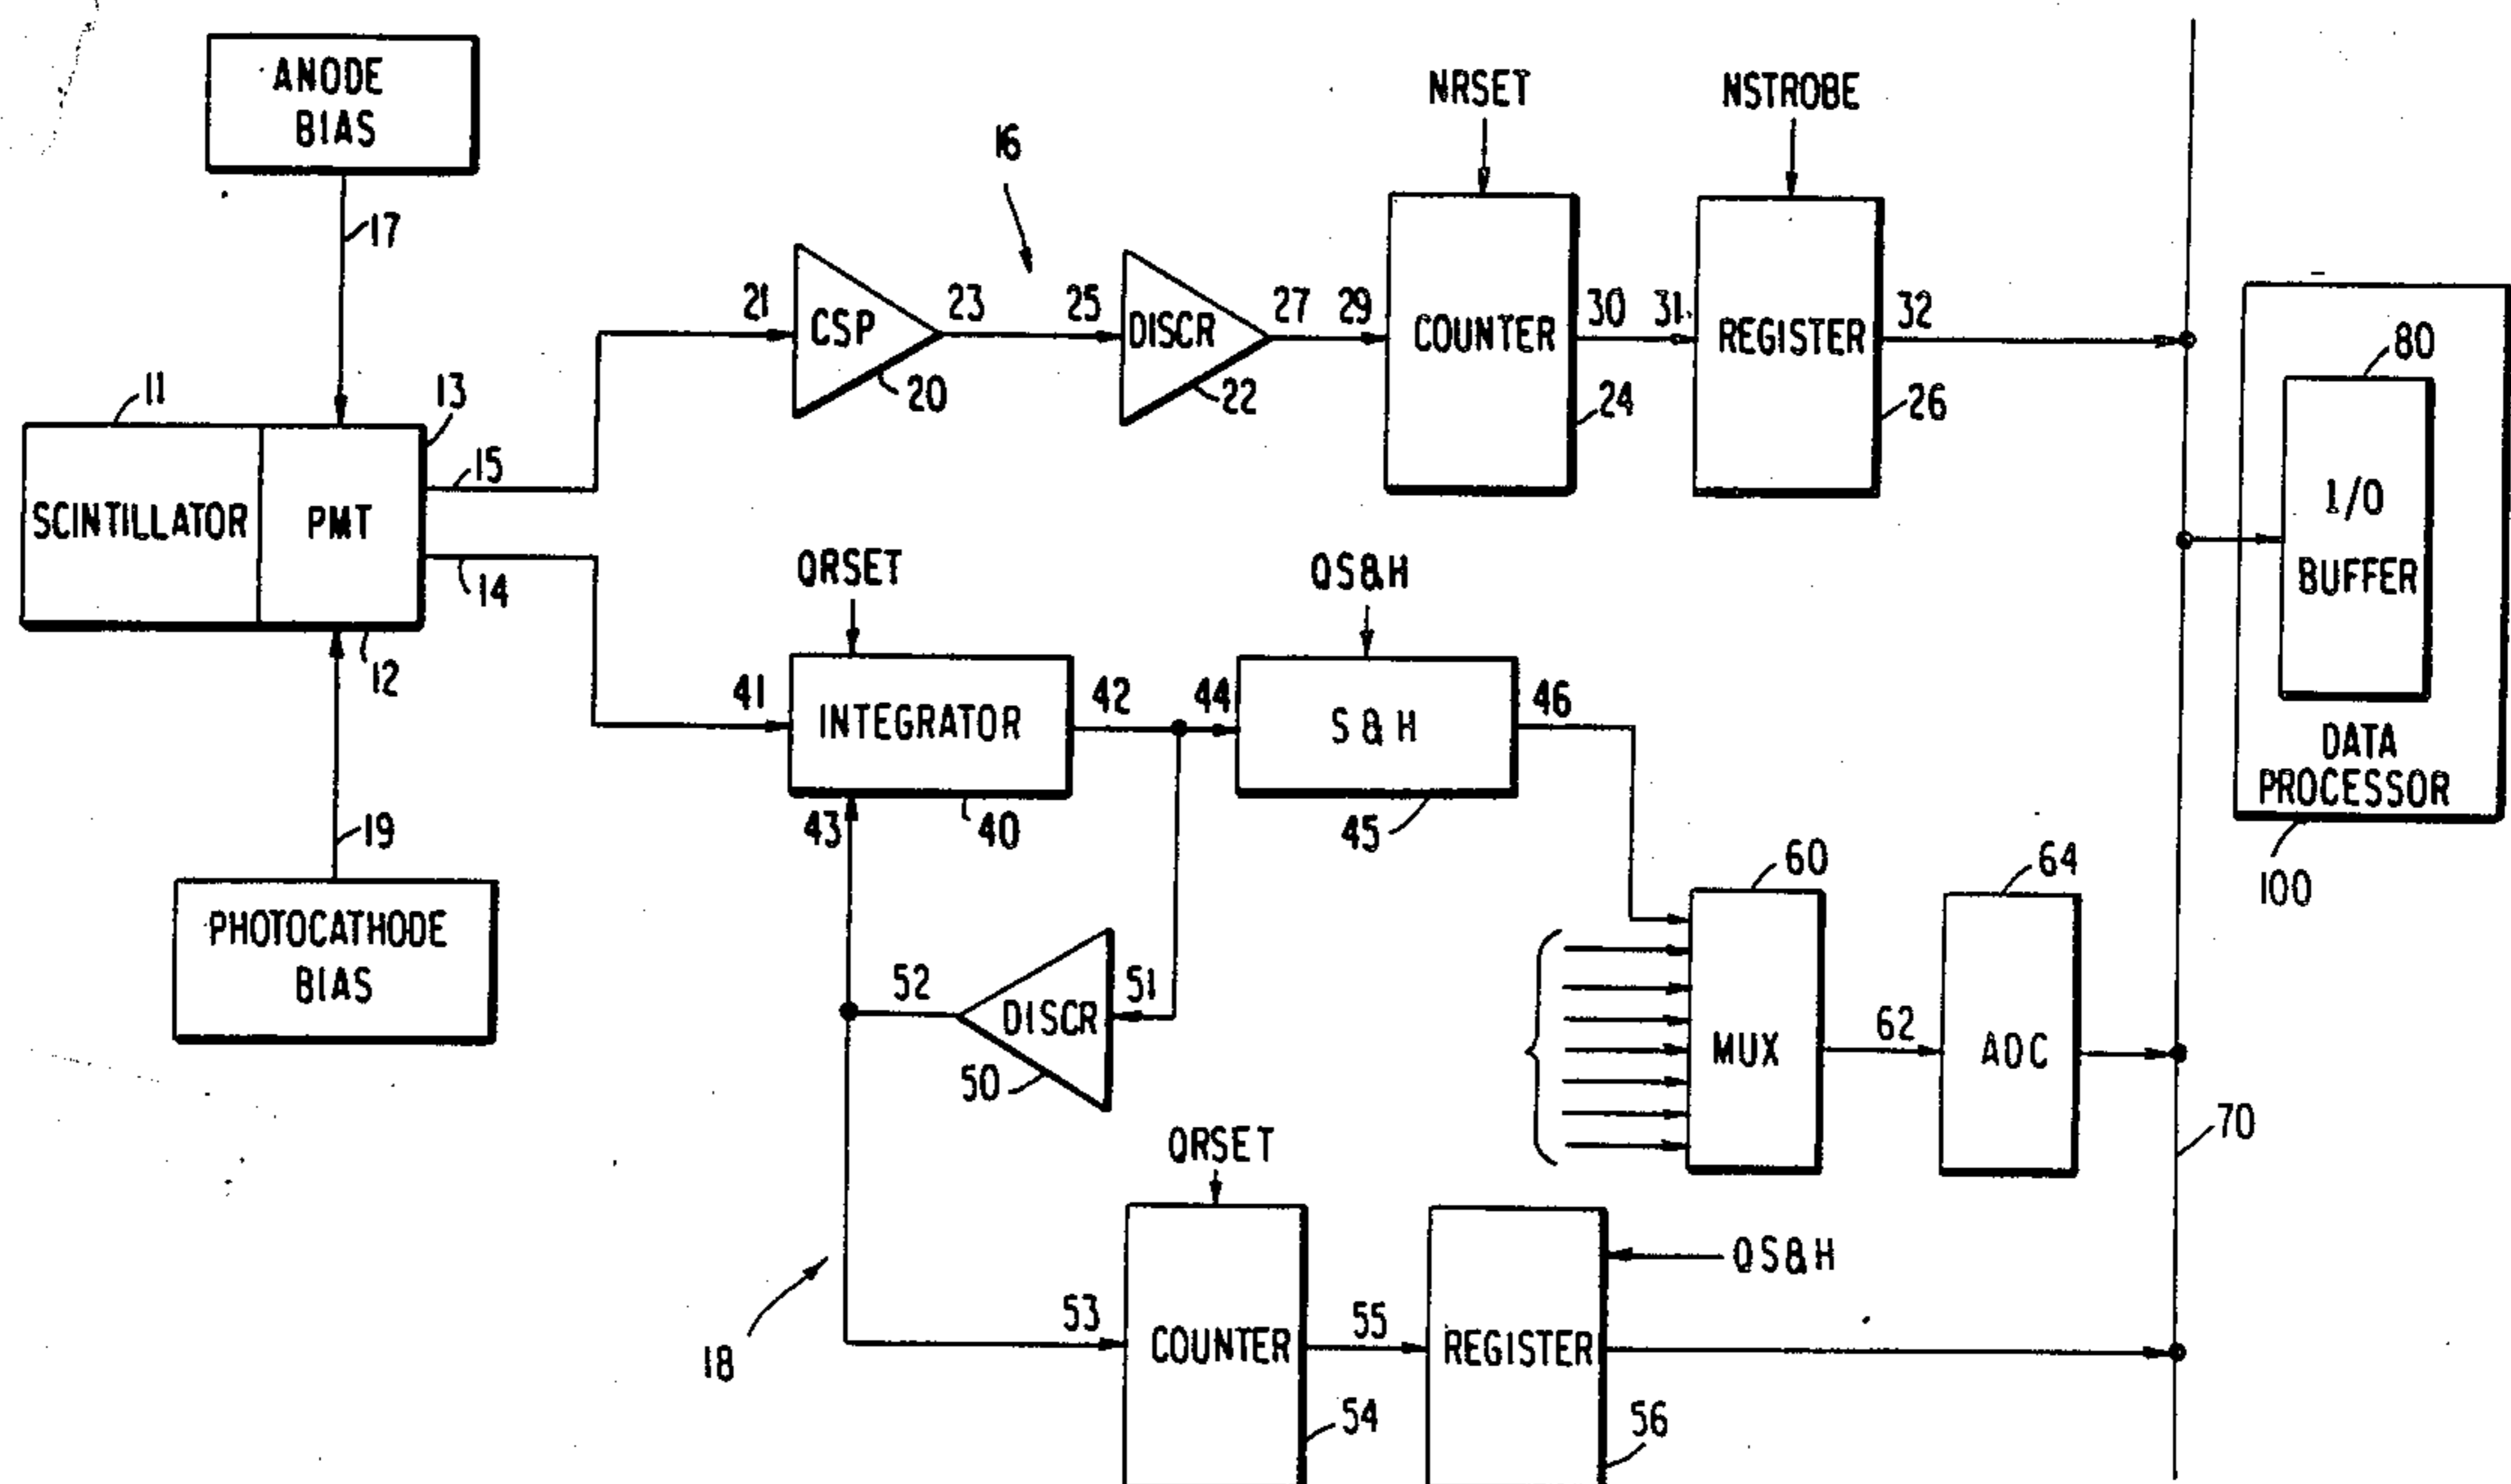 ANODE
BIAS
17
NRSET
NSTROBE
16
21
CSP
23
25
DISCR
27
29
COUNTER
30
31
REGISTER
32
20
22
24
26
80
I/O
BUFFER
DATA
PROCESSOR
100
11
13
15
SCINTILLATOR
PMT
14
12
19
PHOTOCATHODE
BIAS
QRSET
QS&H
41
INTEGRATOR
42
44
S&H
46
43
40
45
52
DISCR
51
50
60
64
MUX
62
ADC
70
QRSET
18
53
COUNTER
55
REGISTER
QS&H
54
56